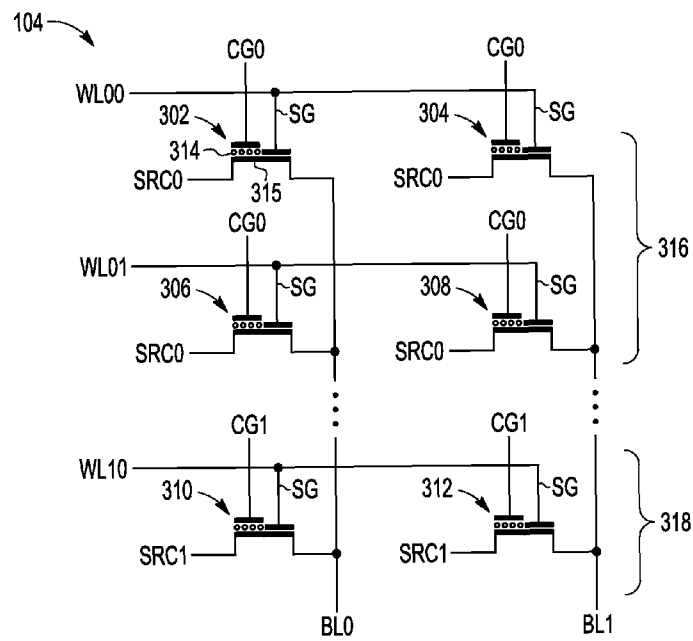 104
CG0 CG0
WL00
302 SG 304 SG
314
315
SRC0 SRC0
CG0 CG0 316
WL01
306 SG 308 SG
SRC0 SRC0
CG1 CG1
WL10
310 SG 312 SG 318
SRC1 SRC1
BL0 BL1